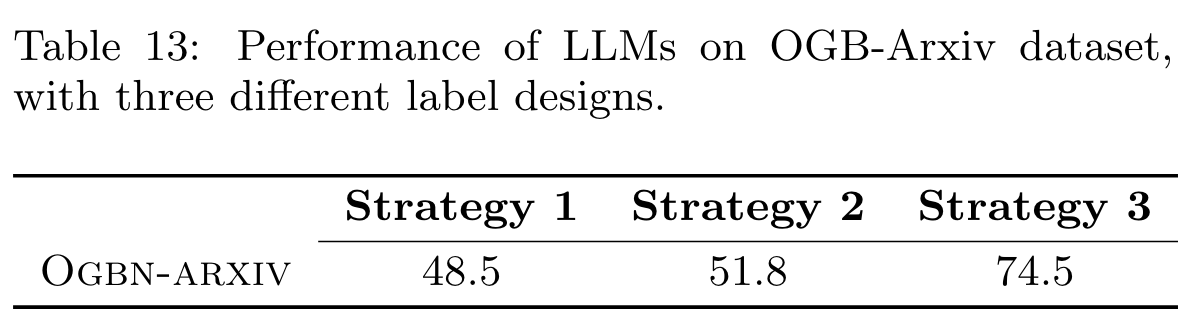 Table 13: Performance of LLMs on OGB-Arxiv dataset,
with three different label designs.
Strategy 1 Strategy 2 Strategy 3
OGBN-ARXIV 48.5 51.8 74.5